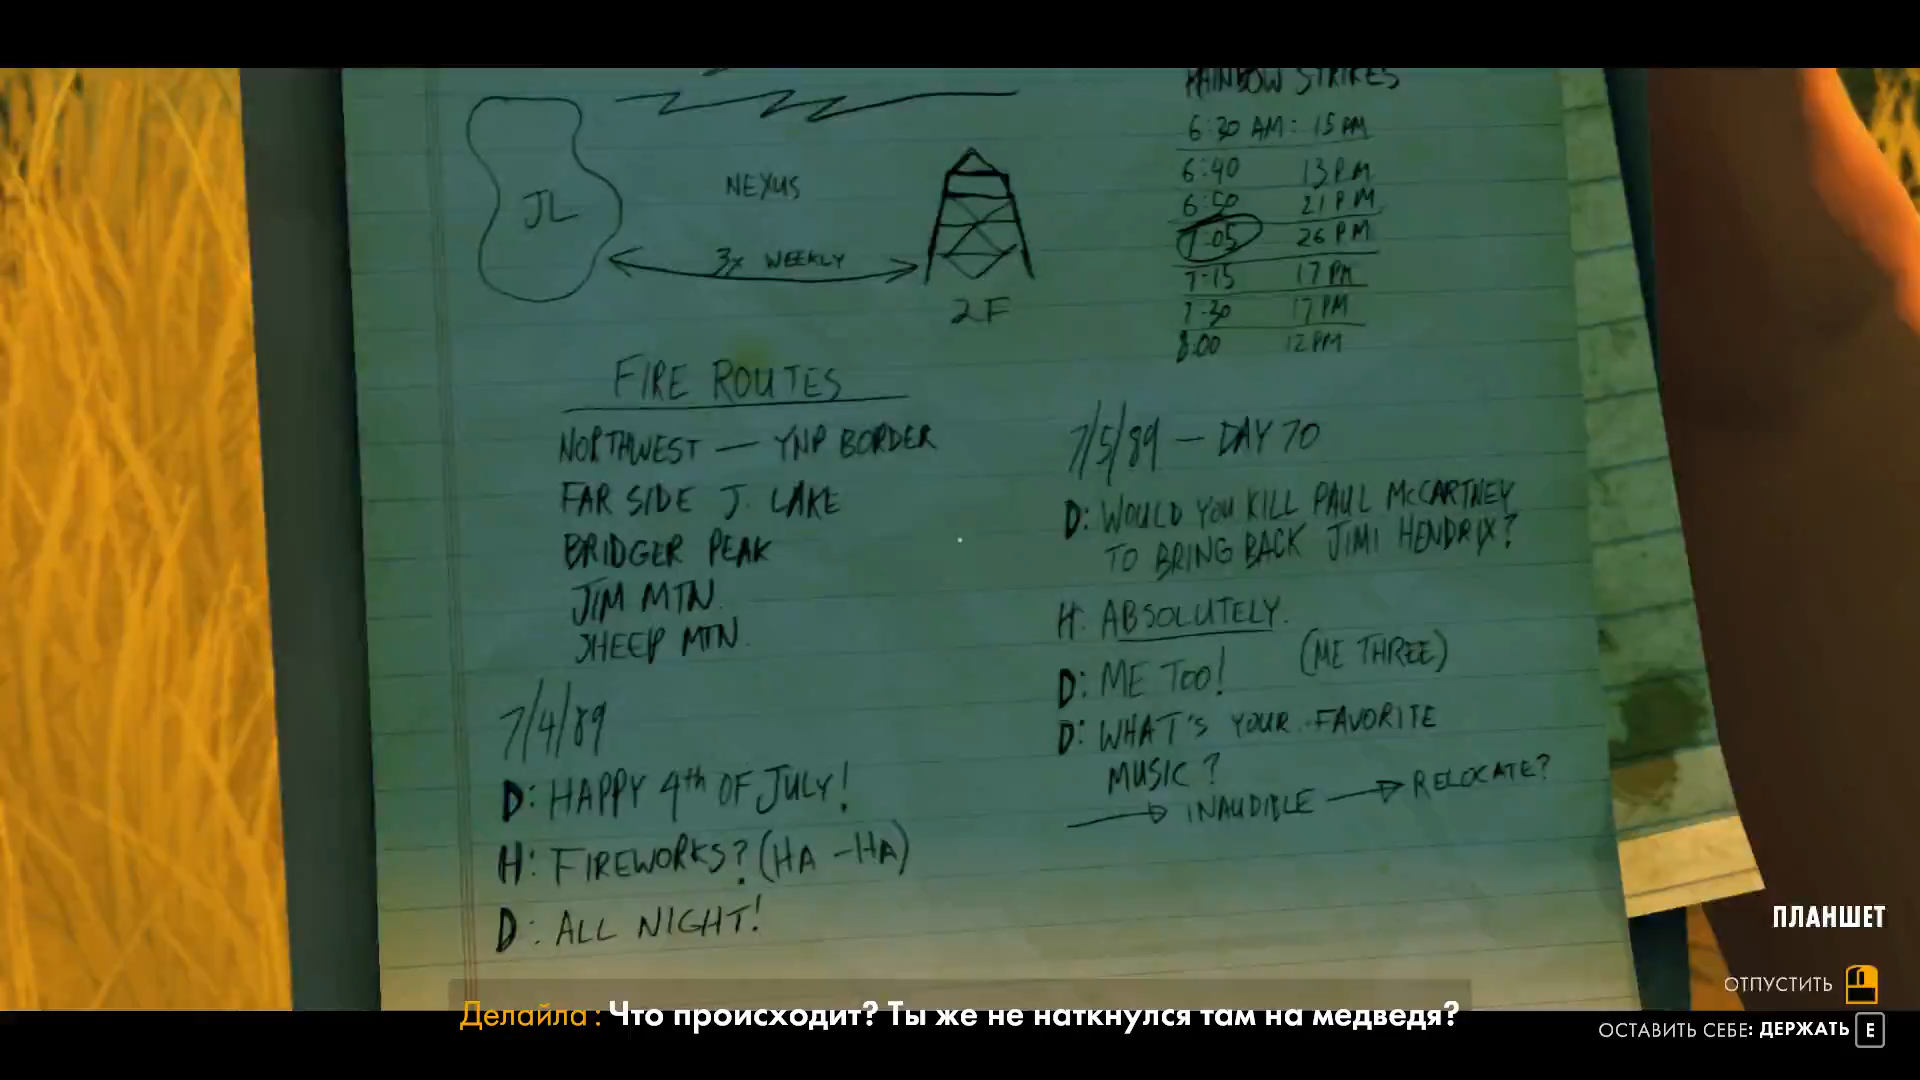 JL
NEXUS
3x WEEKLY
2F
FIRE ROUTES
NORTHWEST — YNP BORDER
FAR SIDE J. LAKE
BRIDGER PEAK
JIM MTN.
SHEEP MTN.
7/4/89
D: HAPPY 4th OF JULY!
H: FIREWORKS? (HA-HA)
D: ALL NIGHT!
RAINBOW STRIKES
6:30 AM: 15 PM
6:40 13 PM
6:50 21 PM
7-05 26 PM
7-15 17 PM
7-30 17 PM
8.00 12 PM
7/5/89 — DAY 70
D: WOULD YOU KILL PAUL McCARTNEY
TO BRING BACK JIMI HENDRIX?
H: ABSOLUTELY.
D: ME TOO! (ME THREE)
D: WHAT'S YOUR FAVORITE
MUSIC?
→ INAUDIBLE → RELOCATE?
ПЛАНШЕТ
ОТПУСТИТЬ
Делайла: Что происходит? Ты же не наткнулся там на медведя?
ОСТАВИТЬ СЕБЕ: ДЕРЖАТЬ E